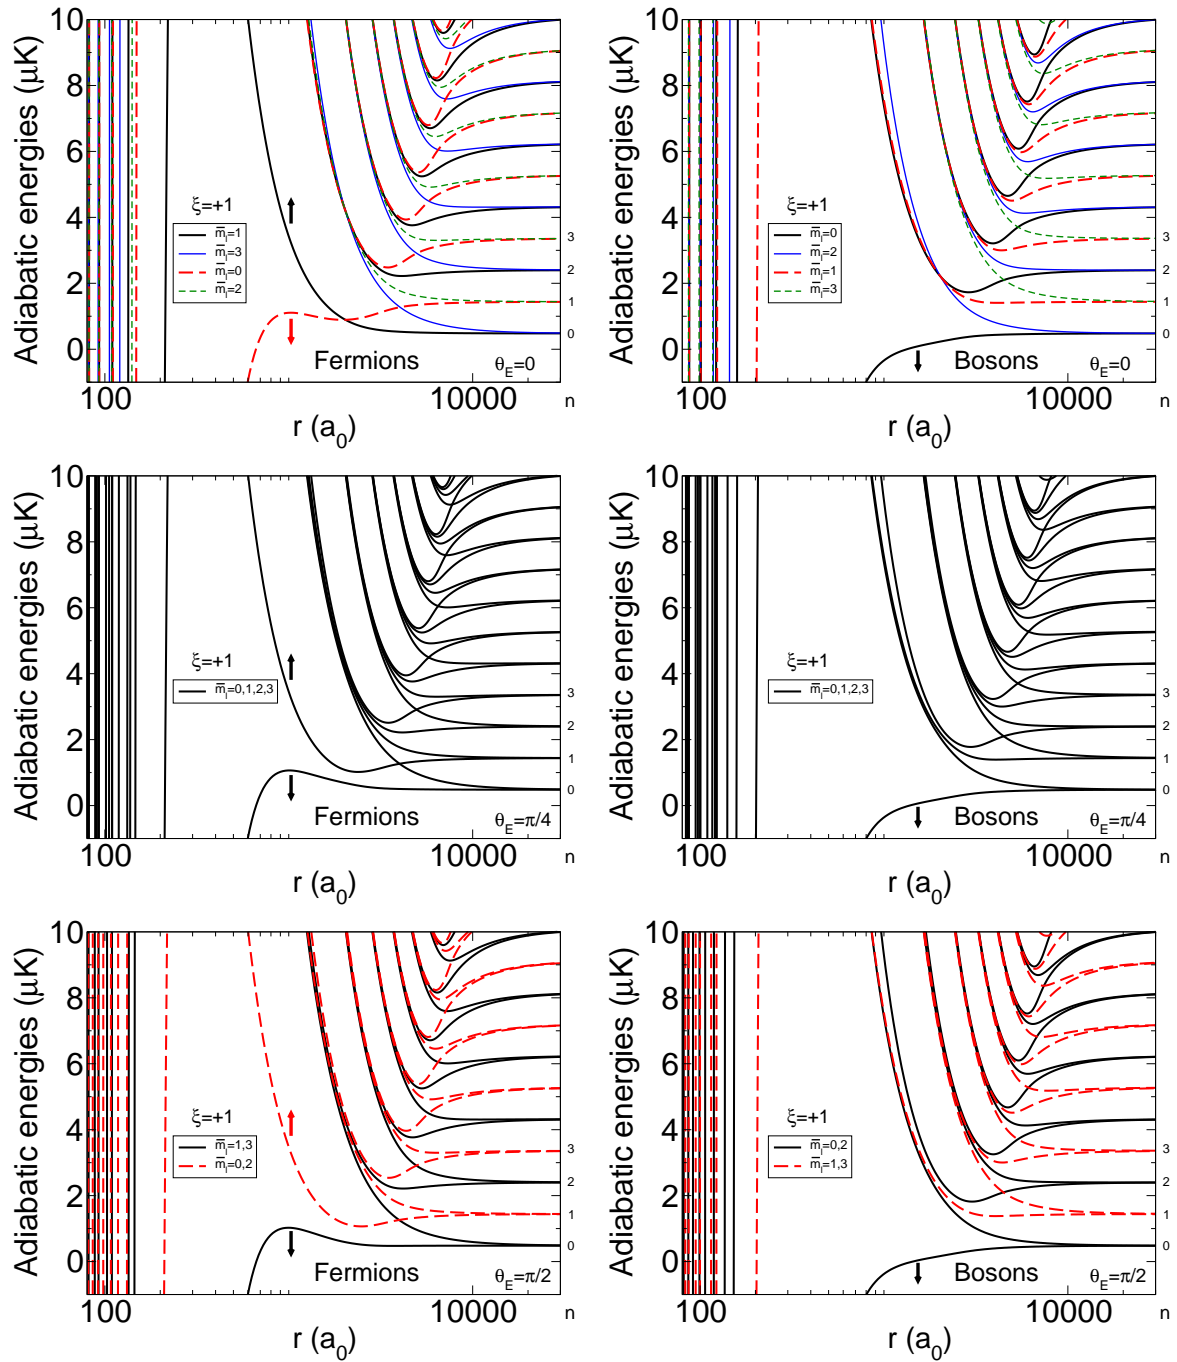 Adiabatic energies (μK)
10
8
6
4
2
0
ξ=+1
m̄ₗ=1
m̄ₗ=3
m̄ₗ=0
m̄ₗ=2
3
2
1
0
Fermions
θ_E=0
100
10000
n
r (a₀)
Adiabatic energies (μK)
10
8
6
4
2
0
ξ=+1
m̄ₗ=0
m̄ₗ=2
m̄ₗ=1
m̄ₗ=3
3
2
1
0
Bosons
θ_E=0
100
10000
n
r (a₀)
Adiabatic energies (μK)
10
8
6
4
2
0
ξ=+1
m̄ₗ=0,1,2,3
3
2
1
0
Fermions
θ_E=π/4
100
10000
n
r (a₀)
Adiabatic energies (μK)
10
8
6
4
2
0
ξ=+1
m̄ₗ=0,1,2,3
3
2
1
0
Bosons
θ_E=π/4
100
10000
n
r (a₀)
Adiabatic energies (μK)
10
8
6
4
2
0
ξ=+1
m̄ₗ=1,3
m̄ₗ=0,2
3
2
1
0
Fermions
θ_E=π/2
100
10000
n
r (a₀)
Adiabatic energies (μK)
10
8
6
4
2
0
ξ=+1
m̄ₗ=0,2
m̄ₗ=1,3
3
2
1
0
Bosons
θ_E=π/2
100
10000
n
r (a₀)